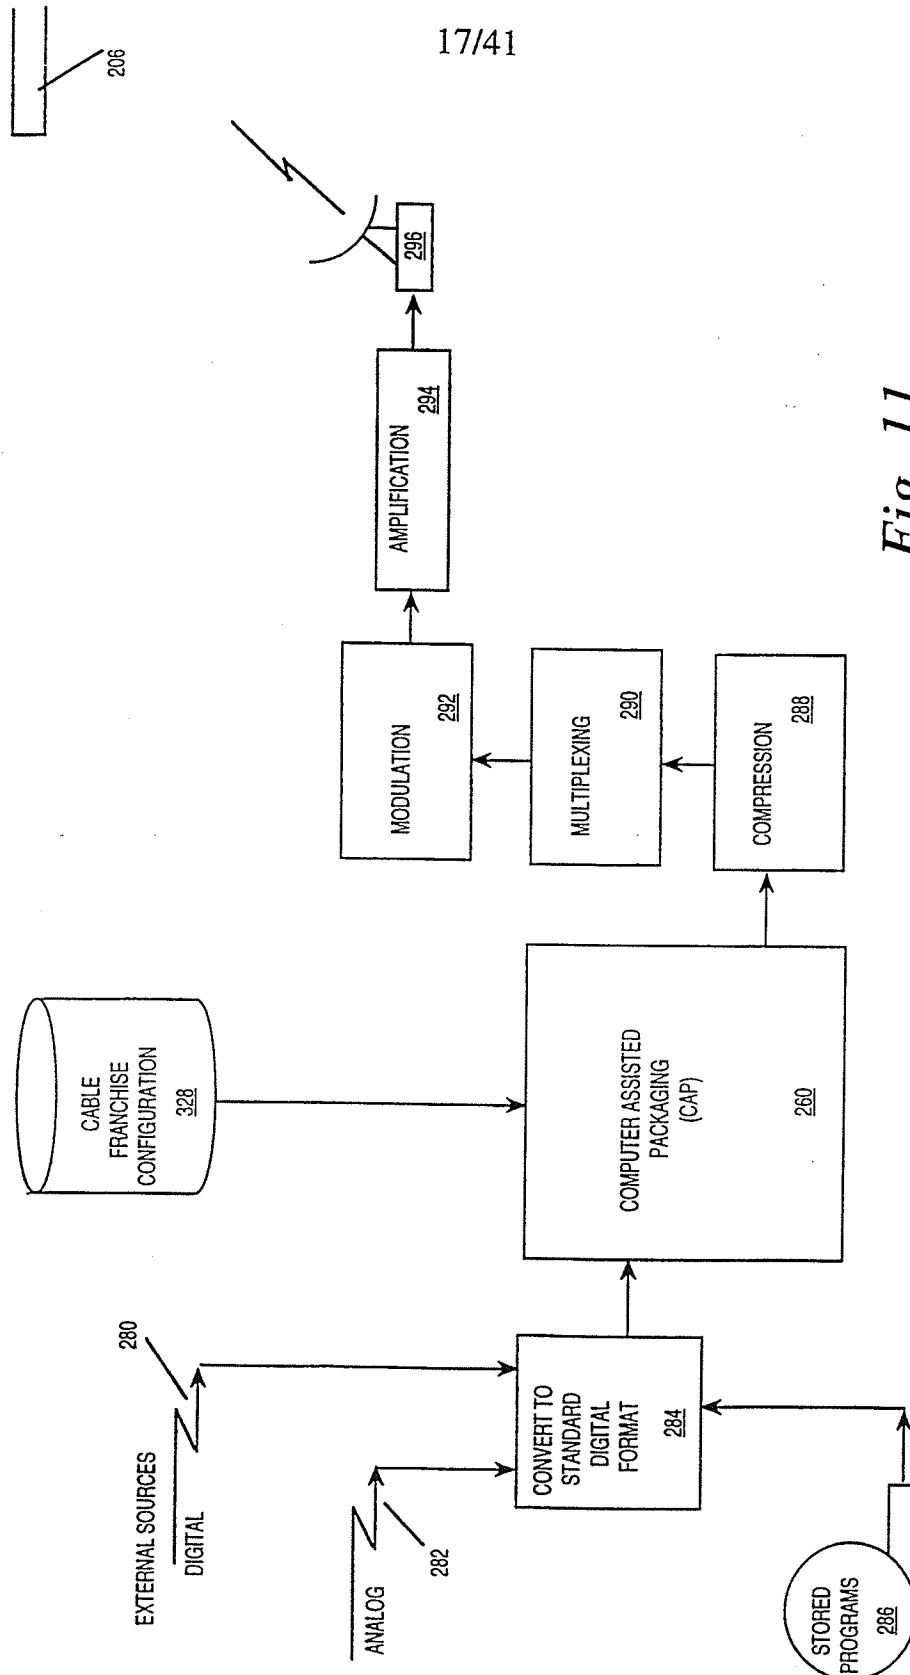 17/41
206
296
AMPLIFICATION
294
MODULATION
292
MULTIPLEXING
290
COMPRESSION
288
CABLE
FRANCHISE
CONFIGURATION
328
COMPUTER ASSISTED
PACKAGING
(CAP)
260
EXTERNAL SOURCES
DIGITAL
280
ANALOG
282
CONVERT TO
STANDARD
DIGITAL
FORMAT
284
STORED
PROGRAMS
286
Fig. 11